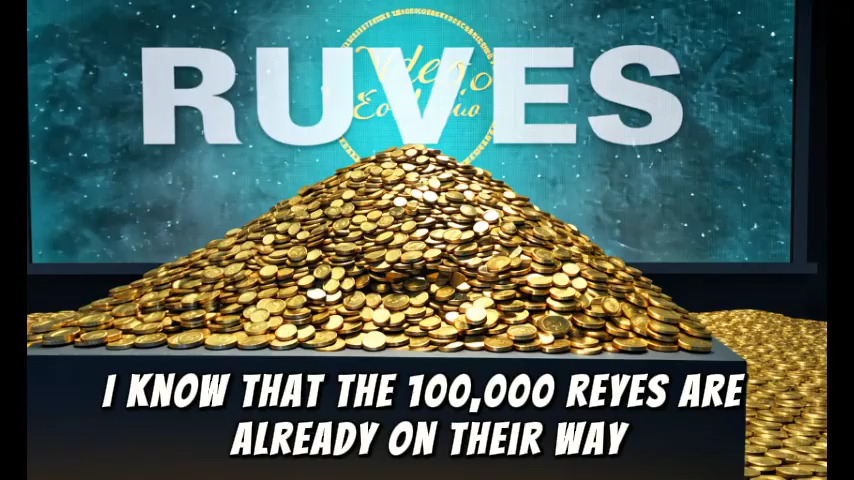 RUVES
I KNOW THAT THE 100,000 REYES ARE
ALREADY ON THEIR WAY